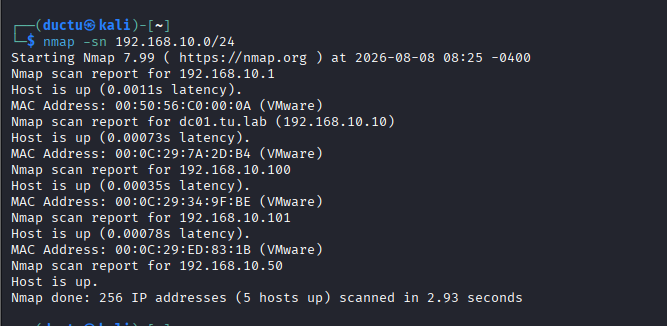 ┌──(ductu㉿kali)-[~]
└─$ nmap -sn 192.168.10.0/24
Starting Nmap 7.99 ( https://nmap.org ) at 2026-08-08 08:25 -0400
Nmap scan report for 192.168.10.1
Host is up (0.0011s latency).
MAC Address: 00:50:56:C0:00:0A (VMware)
Nmap scan report for dc01.tu.lab (192.168.10.10)
Host is up (0.00073s latency).
MAC Address: 00:0C:29:7A:2D:B4 (VMware)
Nmap scan report for 192.168.10.100
Host is up (0.00035s latency).
MAC Address: 00:0C:29:34:9F:BE (VMware)
Nmap scan report for 192.168.10.101
Host is up (0.00078s latency).
MAC Address: 00:0C:29:ED:83:1B (VMware)
Nmap scan report for 192.168.10.50
Host is up.
Nmap done: 256 IP addresses (5 hosts up) scanned in 2.93 seconds